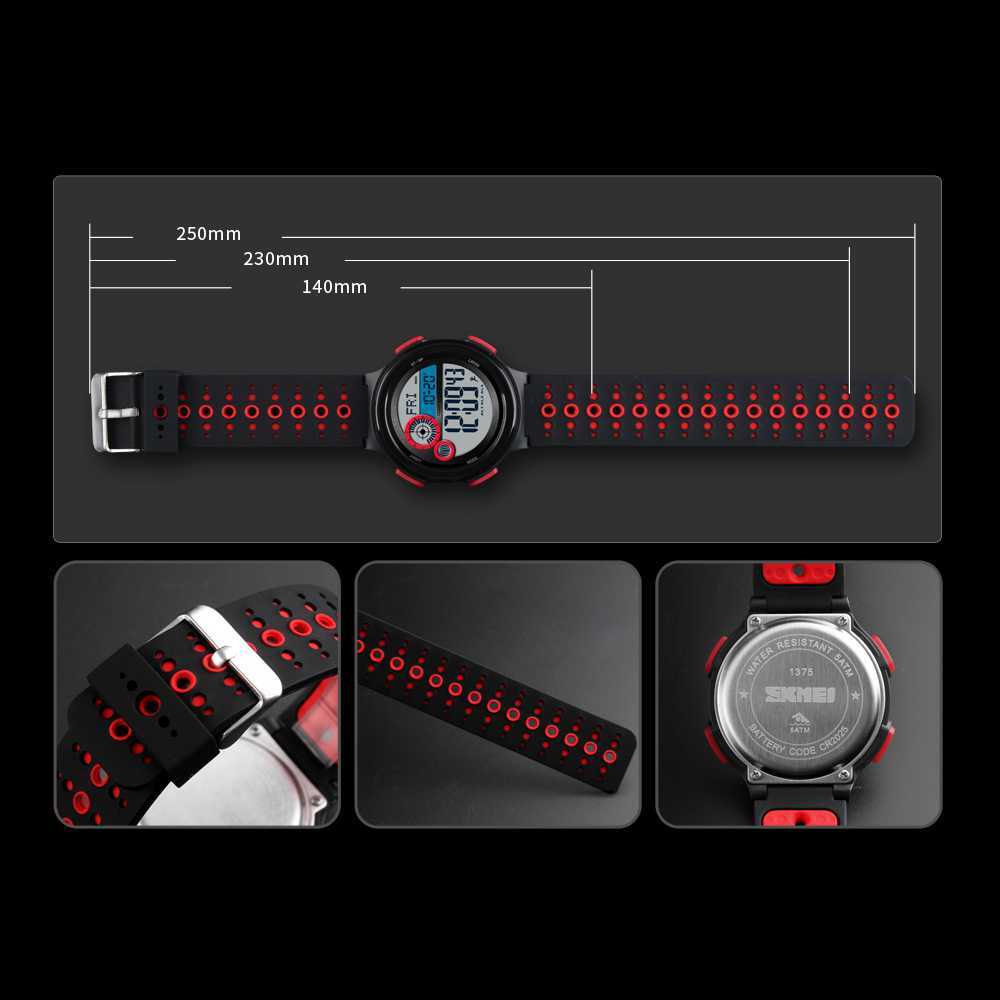 250mm
230mm
140mm
FRI
WATER RESISTANT 5ATM
1375
SKMEI
5ATM
BATTERY CODE CR2025